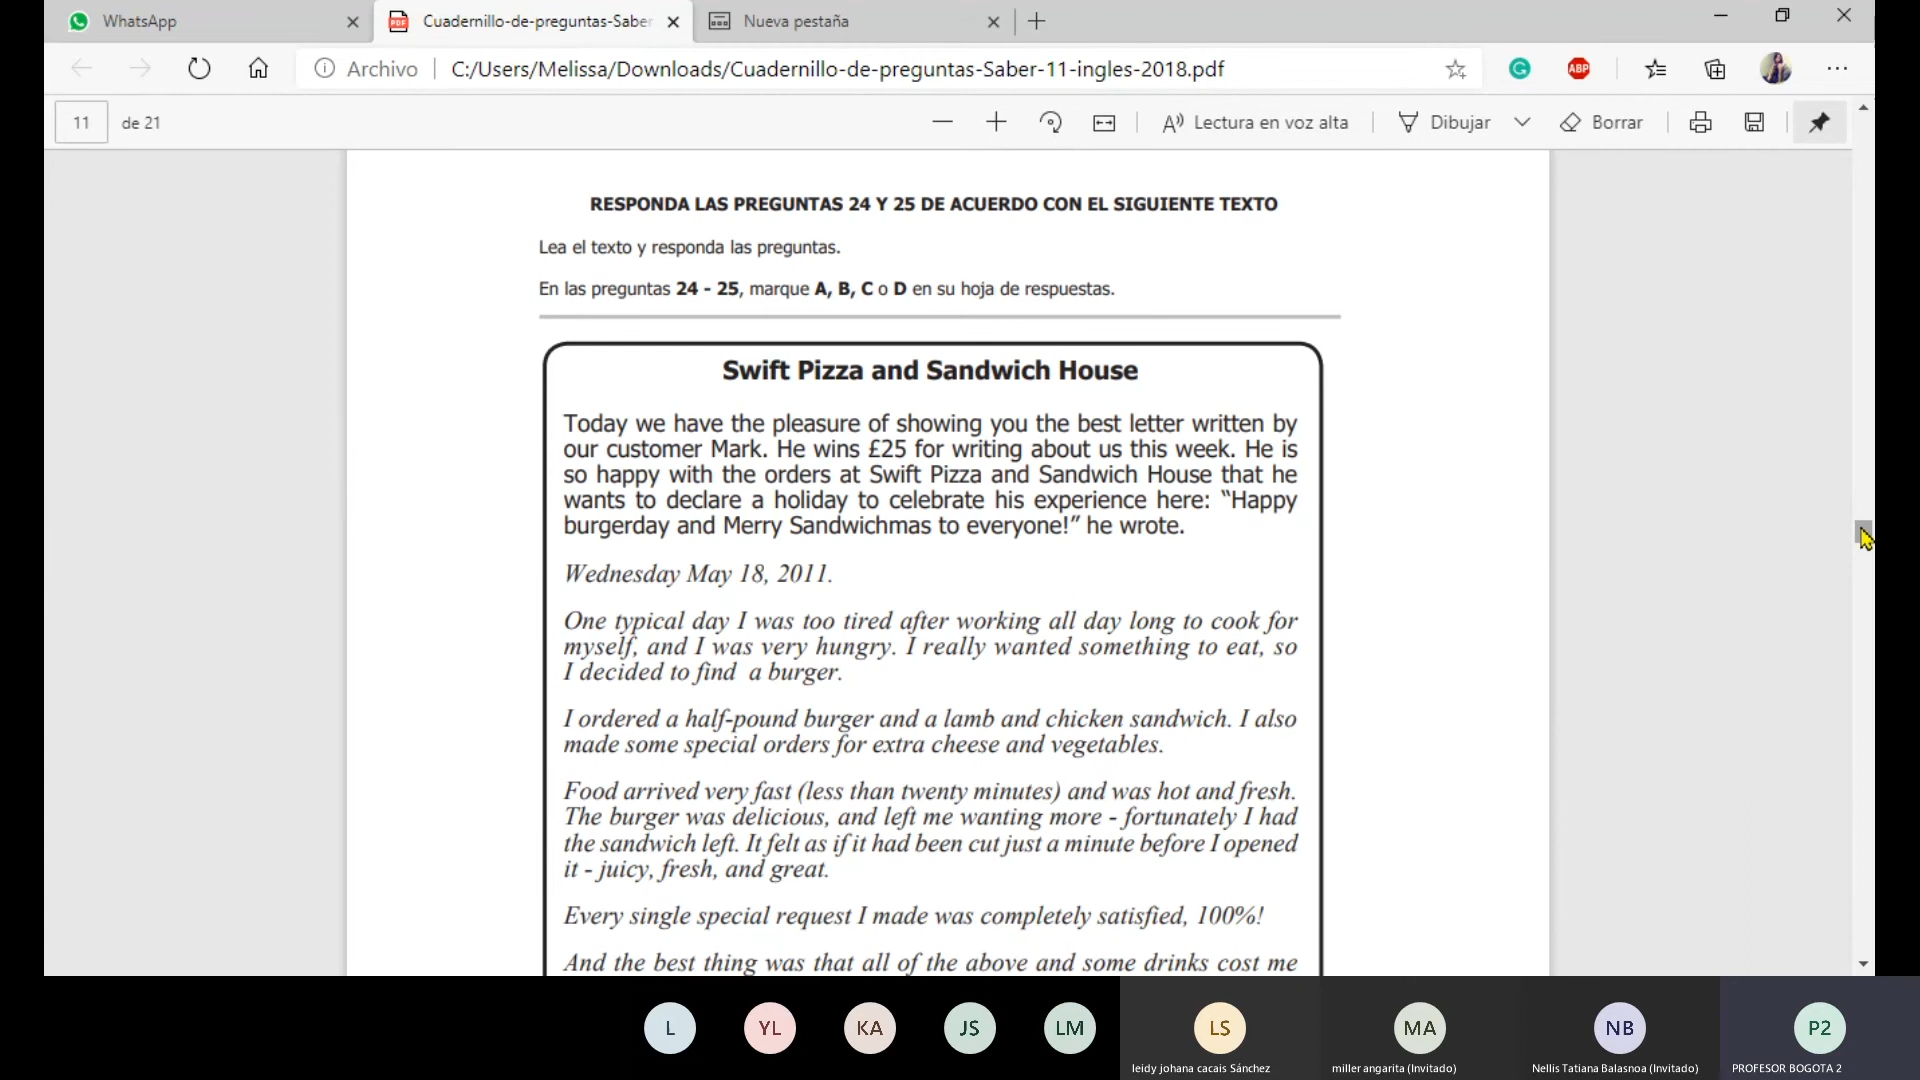 WhatsApp
Cuadernillo-de-preguntas-Saber
Nueva pestaña
Archivo
C:/Users/Melissa/Downloads/Cuadernillo-de-preguntas-Saber-11-ingles-2018.pdf
ABP
11 de 21
Lectura en voz alta
Dibujar
Borrar
RESPONDA LAS PREGUNTAS 24 Y 25 DE ACUERDO CON EL SIGUIENTE TEXTO
Lea el texto y responda las preguntas.
En las preguntas 24 - 25, marque A, B, C o D en su hoja de respuestas.
Swift Pizza and Sandwich House
Today we have the pleasure of showing you the best letter written by
our customer Mark. He wins £25 for writing about us this week. He is
so happy with the orders at Swift Pizza and Sandwich House that he
wants to declare a holiday to celebrate his experience here: “Happy
burgerday and Merry Sandwichmas to everyone!” he wrote.
Wednesday May 18, 2011.
One typical day I was too tired after working all day long to cook for
myself, and I was very hungry. I really wanted something to eat, so
I decided to find a burger.
I ordered a half-pound burger and a lamb and chicken sandwich. I also
made some special orders for extra cheese and vegetables.
Food arrived very fast (less than twenty minutes) and was hot and fresh.
The burger was delicious, and left me wanting more - fortunately I had
the sandwich left. It felt as if it had been cut just a minute before I opened
it - juicy, fresh, and great.
Every single special request I made was completely satisfied, 100%!
And the best thing was that all of the above and some drinks cost me
L
YL
KA
JS
LM
LS
MA
NB
P2
leidy johana cacais Sánchez
miller angarita (Invitado)
Nellis Tatiana Balasnoa (Invitado)
PROFESOR BOGOTA 2